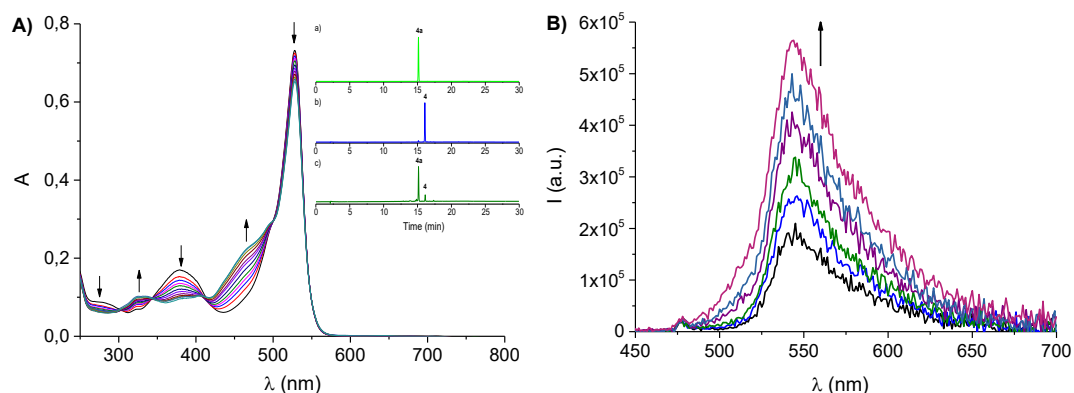 A)
0,8
0,6
0,4
0,2
0,0
A
300 400 500 600 700 800
λ (nm)
a)
4a
0 5 10 15 20 25 30
b)
4
0 5 10 15 20 25 30
c)
4a
4
0 5 10 15 20 25 30
Time (min)
B)
6x10⁵
5x10⁵
4x10⁵
3x10⁵
2x10⁵
1x10⁵
0
I (a.u.)
450 500 550 600 650 700
λ (nm)